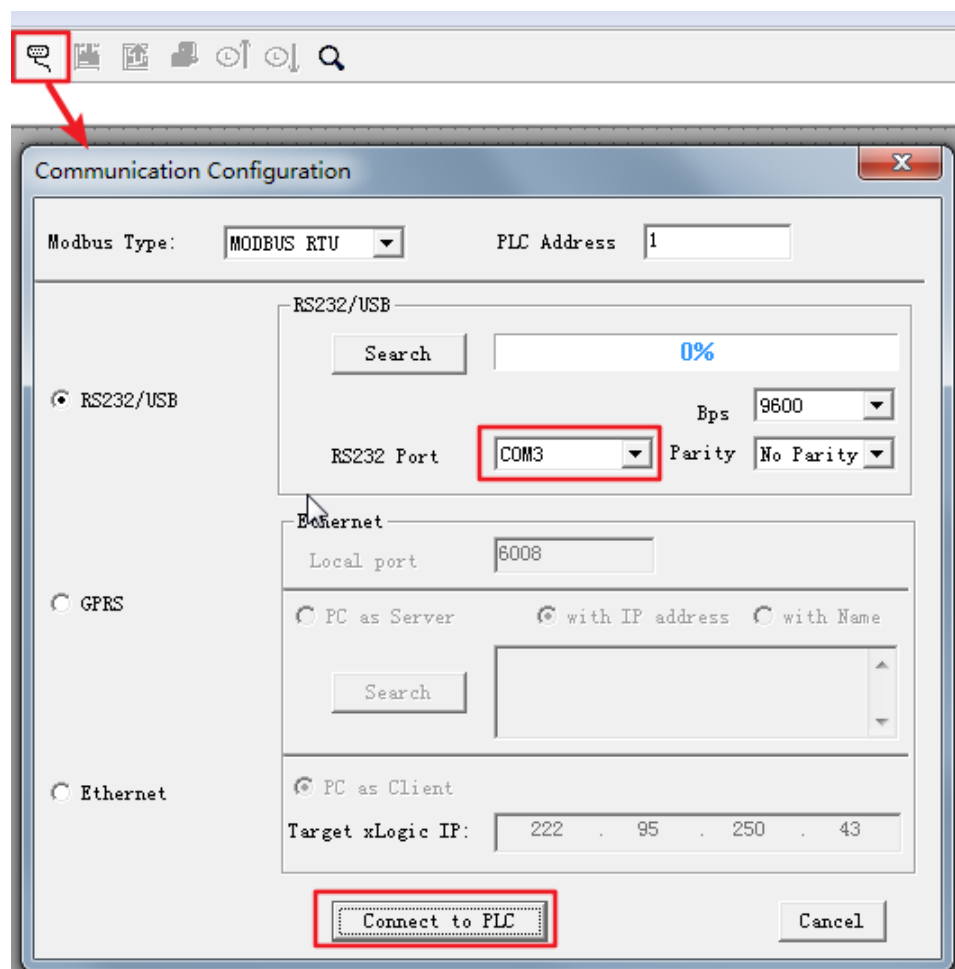 Communication Configuration
Modbus Type: MODBUS RTU PLC Address 1
RS232/USB
Search 0%
RS232/USB
Bps 9600
RS232 Port COM3 Parity No Parity
Ethernet
Local port 6008
GPRS
PC as Server with IP address with Name
Search
Ethernet
PC as Client
Target xLogic IP: 222 . 95 . 250 . 43
Connect to PLC Cancel